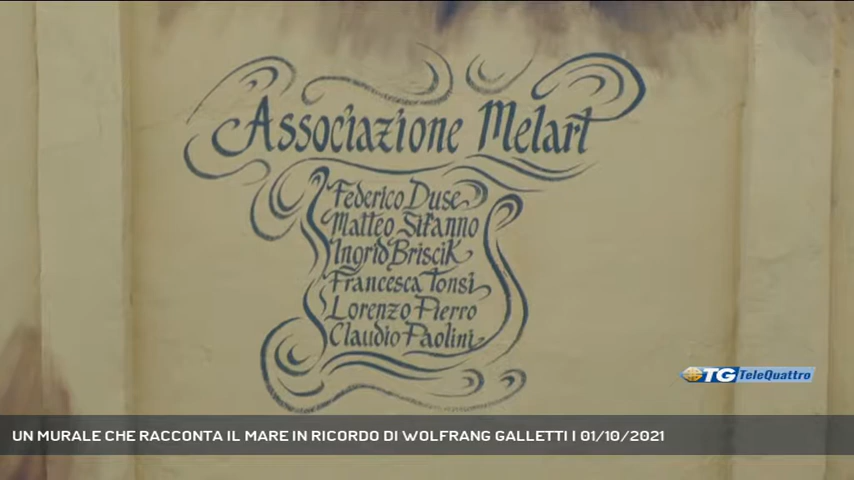 Associazione Melart
Federico Duse
Matteo Sifanno
Ingrid Briscik
Francesca Tonsi
Lorenzo Pierro
Claudio Paolini
TG TeleQuattro
UN MURALE CHE RACCONTA IL MARE IN RICORDO DI WOLFRANG GALLETTI | 01/10/2021